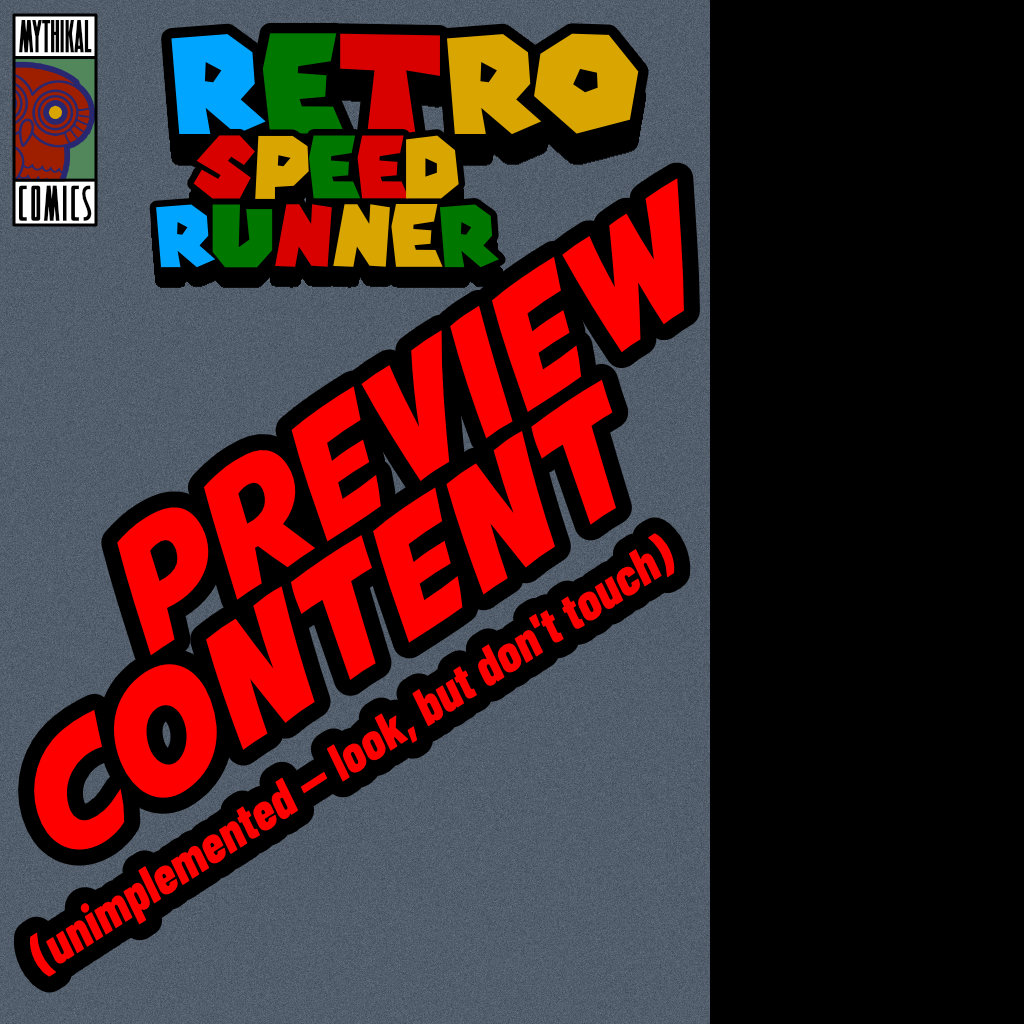 MYTHIKAL
COMICS
RETRO
SPEED
RUNNER
PREVIEW
CONTENT
(unimplemented – look, but don't touch)